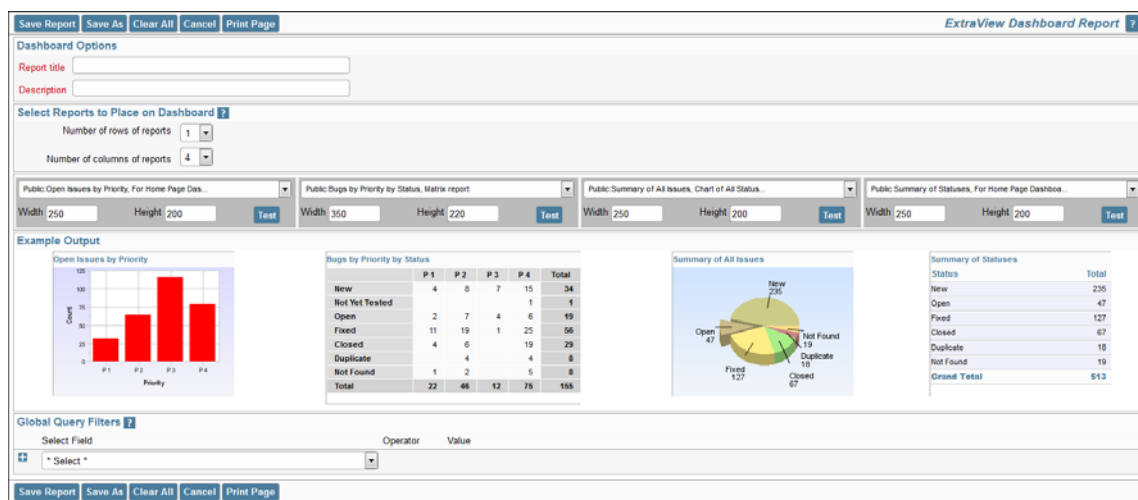 Save Report Save As Clear All Cancel Print Page ExtraView Dashboard Report ?
Dashboard Options
Report title
Description
Select Reports to Place on Dashboard ?
Number of rows of reports 1
Number of columns of reports 4
Public:Open Issues by Priority, For Home Page Das... Public:Bugs by Priority by Status, Matrix report Public:Summary of All Issues, Chart of All Status... Public:Summary of Statuses, For Home Page Dashboa...
Width 250 Height 200 Test Width 350 Height 220 Test Width 250 Height 200 Test Width 250 Height 200 Test
Example Output
Open Issues by Priority
125
100
75
50
25
0
Count
P 1 P 2 P 3 P 4
Priority
Bugs by Priority by Status
P 1 P 2 P 3 P 4 Total
New 4 8 7 15 34
Not Yet Tested 1 1
Open 2 7 4 6 19
Fixed 11 19 1 25 56
Closed 4 6 19 29
Duplicate 4 4 8
Not Found 1 2 5 8
Total 22 46 12 75 155
Summary of All Issues
New
235
Open
47
Not Found
19
Duplicate
18
Fixed
127
Closed
67
Summary of Statuses
Status Total
New 235
Open 47
Fixed 127
Closed 67
Duplicate 18
Not Found 19
Grand Total 513
Global Query Filters ?
Select Field Operator Value
* Select *
Save Report Save As Clear All Cancel Print Page